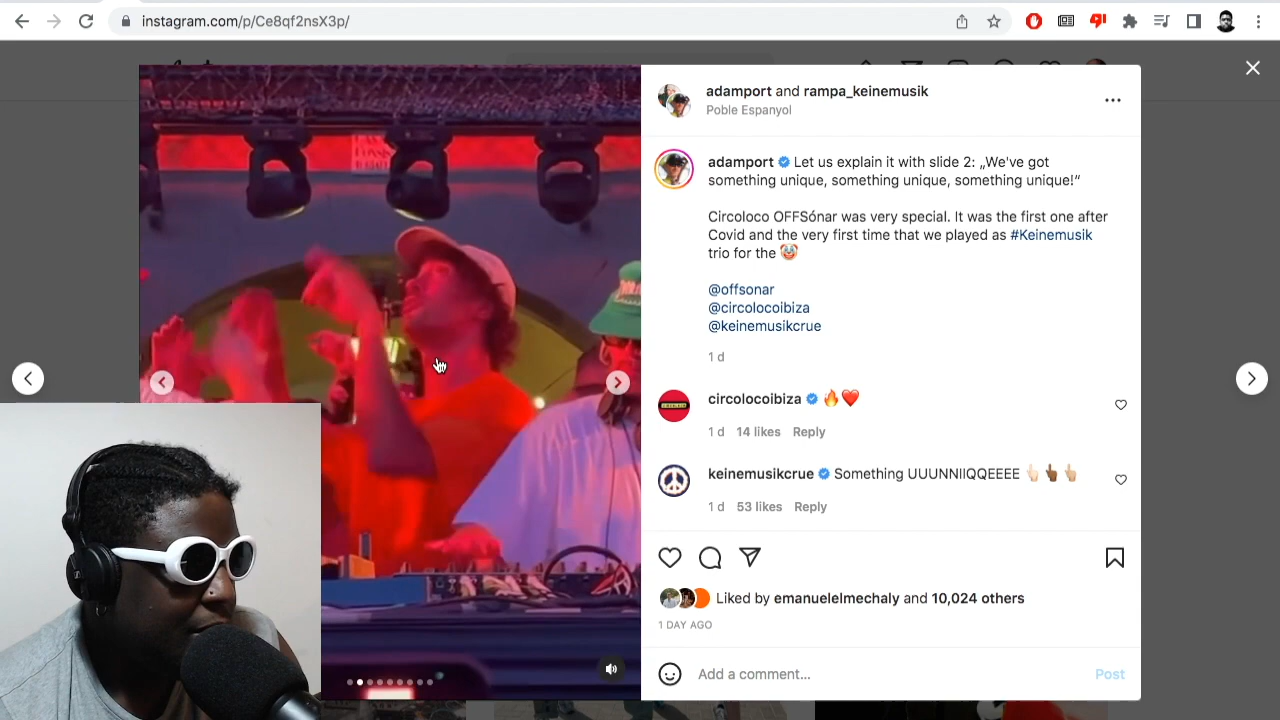 instagram.com/p/Ce8qf2nsX3p/
adamport and rampa_keinemusik
Poble Espanyol
adamport Let us explain it with slide 2: „We've got
something unique, something unique, something unique!“
Circoloco OFFSónar was very special. It was the first one after
Covid and the very first time that we played as #Keinemusik
trio for the 🤡
@offsonar
@circolocoibiza
@keinemusikcrue
1 d
circolocoibiza 🔥❤️
1 d 14 likes Reply
keinemusikcrue Something UUUNNIIQQEEEE 👆🏻👆🏾👆🏼
1 d 53 likes Reply
Liked by emanuelelmechaly and 10,024 others
1 DAY AGO
Add a comment... Post